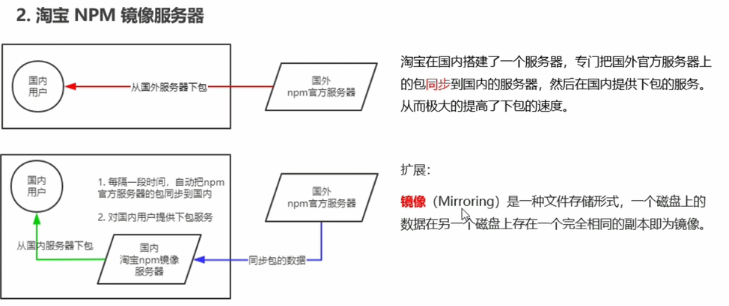 2. 淘宝 NPM 镜像服务器
国内
用户
从国外服务器下包
国外
npm官方服务器
淘宝在国内搭建了一个服务器，专门把国外官方服务器上
的包同步到国内的服务器，然后在国内提供下包的服务。
从而极大的提高了下包的速度。
国内
用户
1. 每隔一段时间，自动把npm
官方服务器的包同步到国内
2. 对国内用户提供下包服务
国外
npm官方服务器
从国内服务器下包
国内
淘宝npm镜像
服务器
同步包的数据
扩展：
镜像（Mirroring）是一种文件存储形式，一个磁盘上的
数据在另一个磁盘上存在一个完全相同的副本即为镜像。